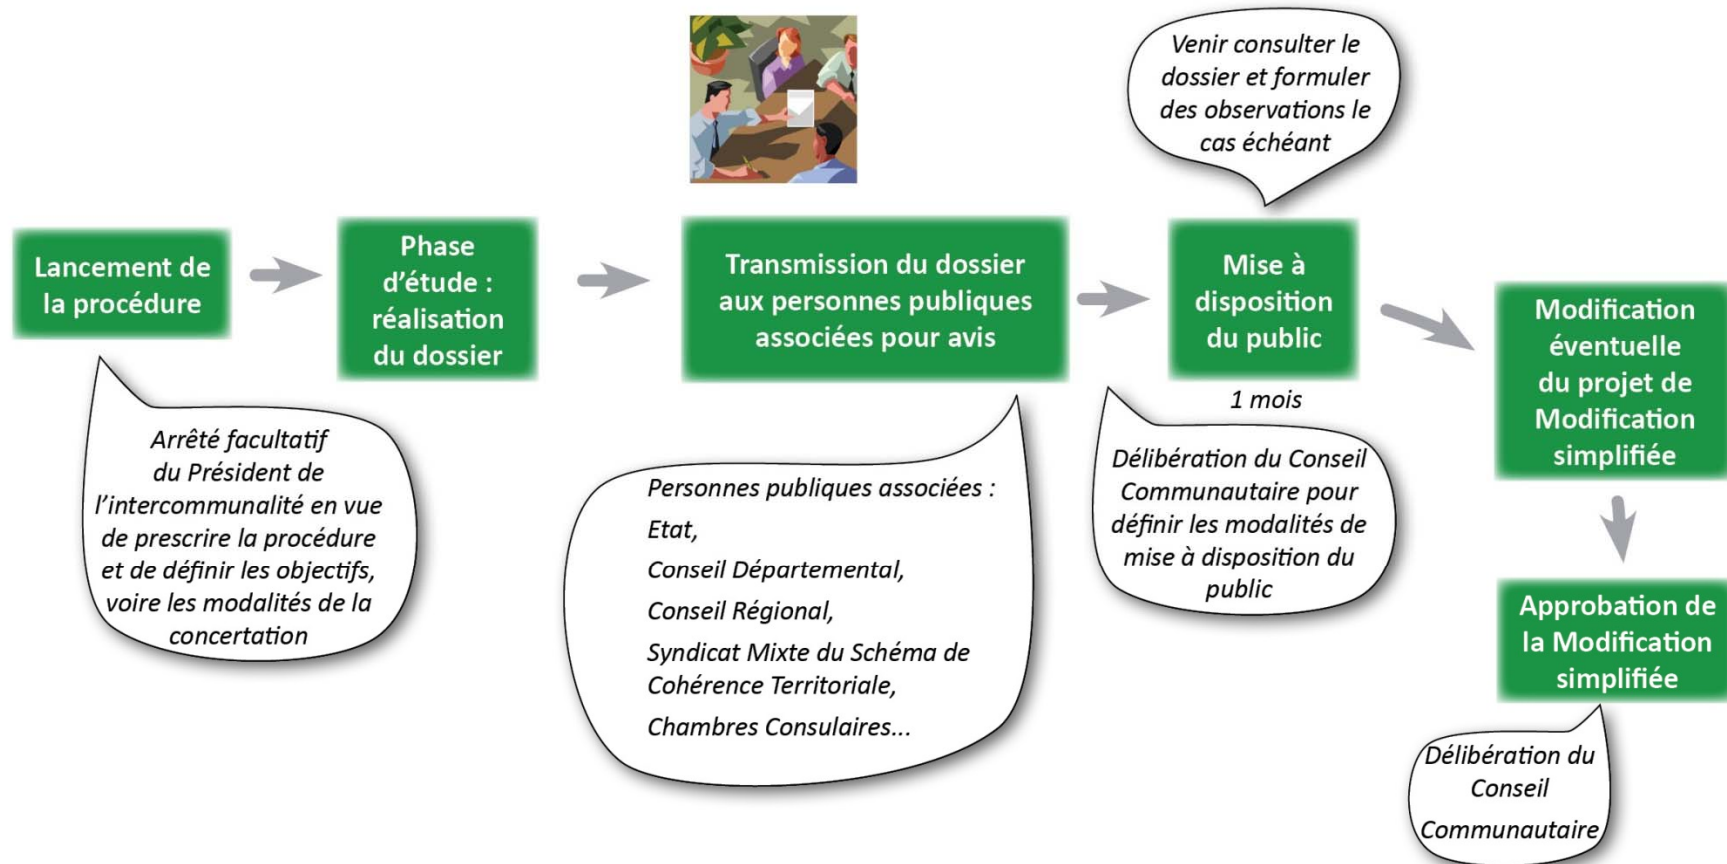 Venir consulter le
dossier et formuler
des observations le
cas échéant
Lancement de
la procédure
Phase
d'étude :
réalisation
du dossier
Transmission du dossier
aux personnes publiques
associées pour avis
Mise à
disposition
du public
1 mois
Modification
éventuelle
du projet de
Modification
simplifiée
Arrêté facultatif
du Président de
l'intercommunalité en vue
de prescrire la procédure
et de définir les objectifs,
voire les modalités de la
concertation
Personnes publiques associées :
Etat,
Conseil Départemental,
Conseil Régional,
Syndicat Mixte du Schéma de
Cohérence Territoriale,
Chambres Consulaires...
Délibération du Conseil
Communautaire pour
définir les modalités de
mise à disposition du
public
Approbation de
la Modification
simplifiée
Délibération du
Conseil
Communautaire